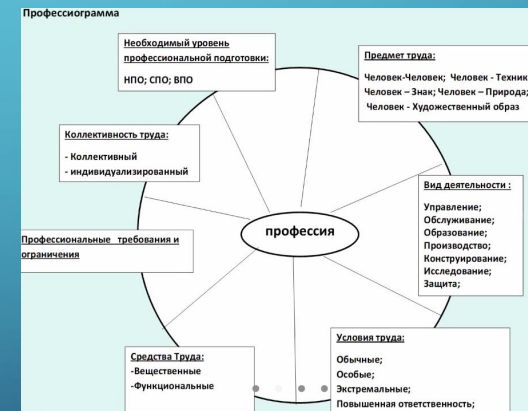 Профессиограмма
Необходимый уровень
профессиональной подготовки:
НПО; СПО; ВПО
Предмет труда:
Человек-Человек; Человек - Техник
Человек – Знак; Человек – Природа;
Человек - Художественный образ
Коллективность труда:
- Коллективный
- индивидуализированный
Вид деятельности :
Управление;
Обслуживание;
Образование;
Производство;
Конструирование;
Исследование;
Защита;
профессия
Профессиональные требования и
ограничения
Средства Труда:
-Вещественные
-Функциональные
Условия труда:
Обычные;
Особые;
Экстремальные;
Повышенная ответственность;